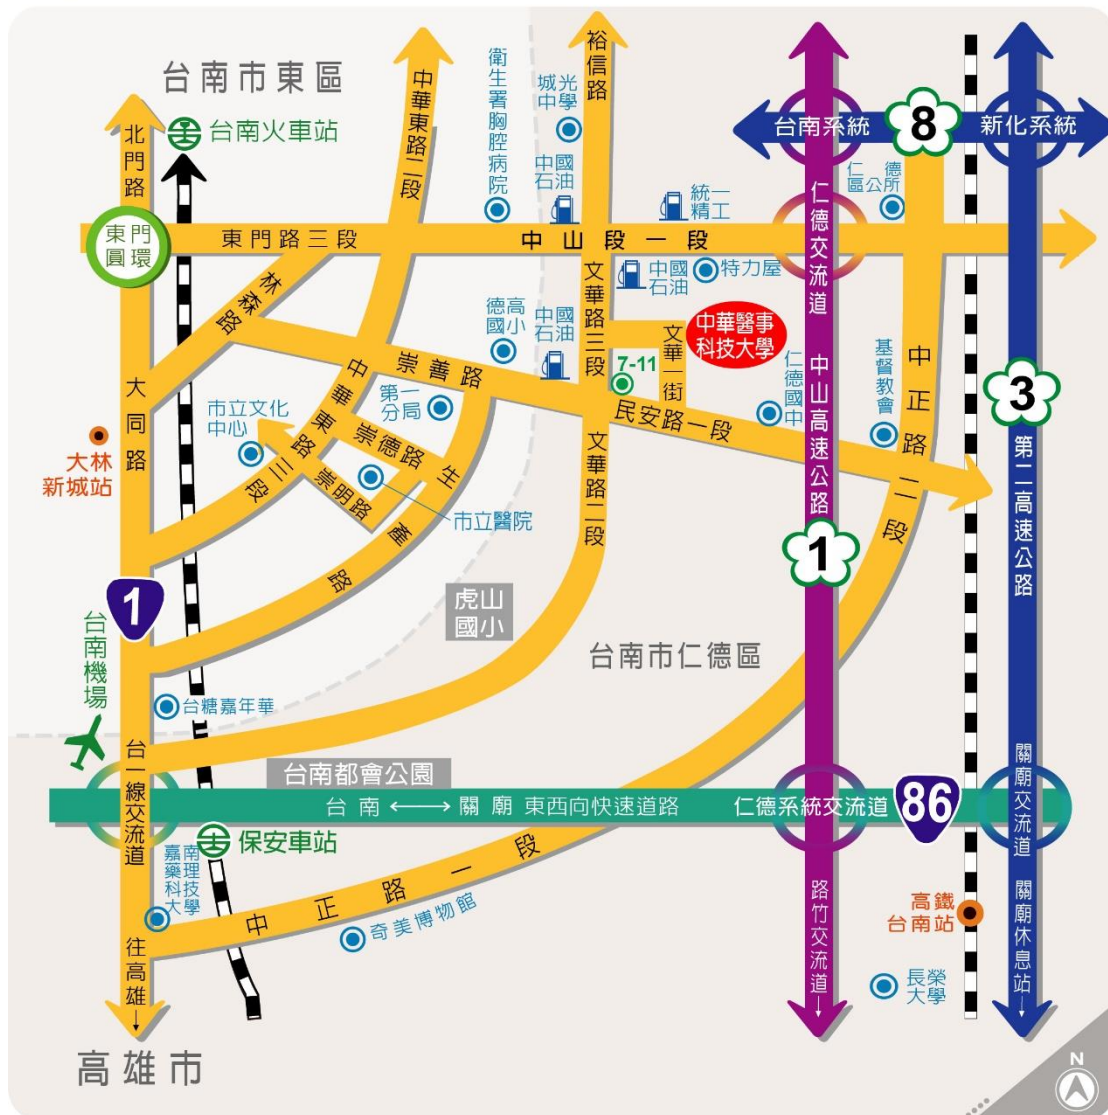 台南市東區
台南火車站
北門路
東門
圓環
東門路三段
中華東路二段
衛生署胸腔病院
裕信路
城光
中學
中國
石油
統一
精工
中山段一段
台南系統
8
新化系統
仁德
區公所
仁德交流道
中國
石油
特力屋
林森路
德高
國小
中國
石油
文華路三段
文華一街
中華醫事
科技大學
7-11
大同路
中華東路三段
崇善路
第一
分局
民安路一段
仁德
國中
中山高速公路
基督教會
中正路二段
3
第二高速公路
市立文化
中心
崇德路
崇明路
市立醫院
生產路
文華路二段
大林
新城站
1
1
台南機場
虎山
國小
台南市仁德區
台糖嘉年華
台一線交流道
台南都會公園
台南 ⟷ 關廟 東西向快速道路
仁德系統交流道
86
關廟交流道
保安車站
嘉南
藥理
科技
大學
中正路一段
奇美博物館
路竹交流道↓
高鐵
台南站
關廟休息站↓
長榮
大學
往高雄↓
高雄市
N